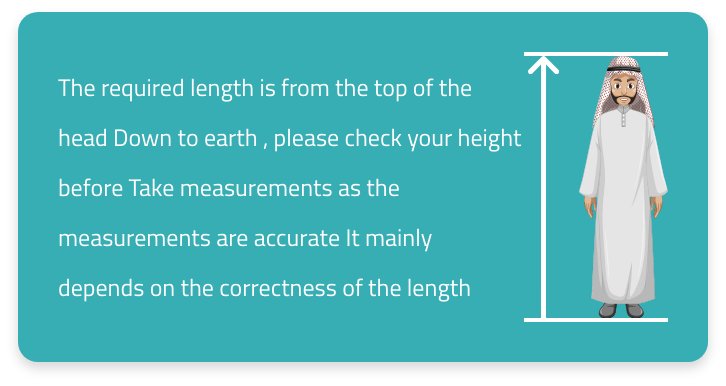 The required length is from the top of the
head Down to earth , please check your height
before Take measurements as the
measurements are accurate It mainly
depends on the correctness of the length